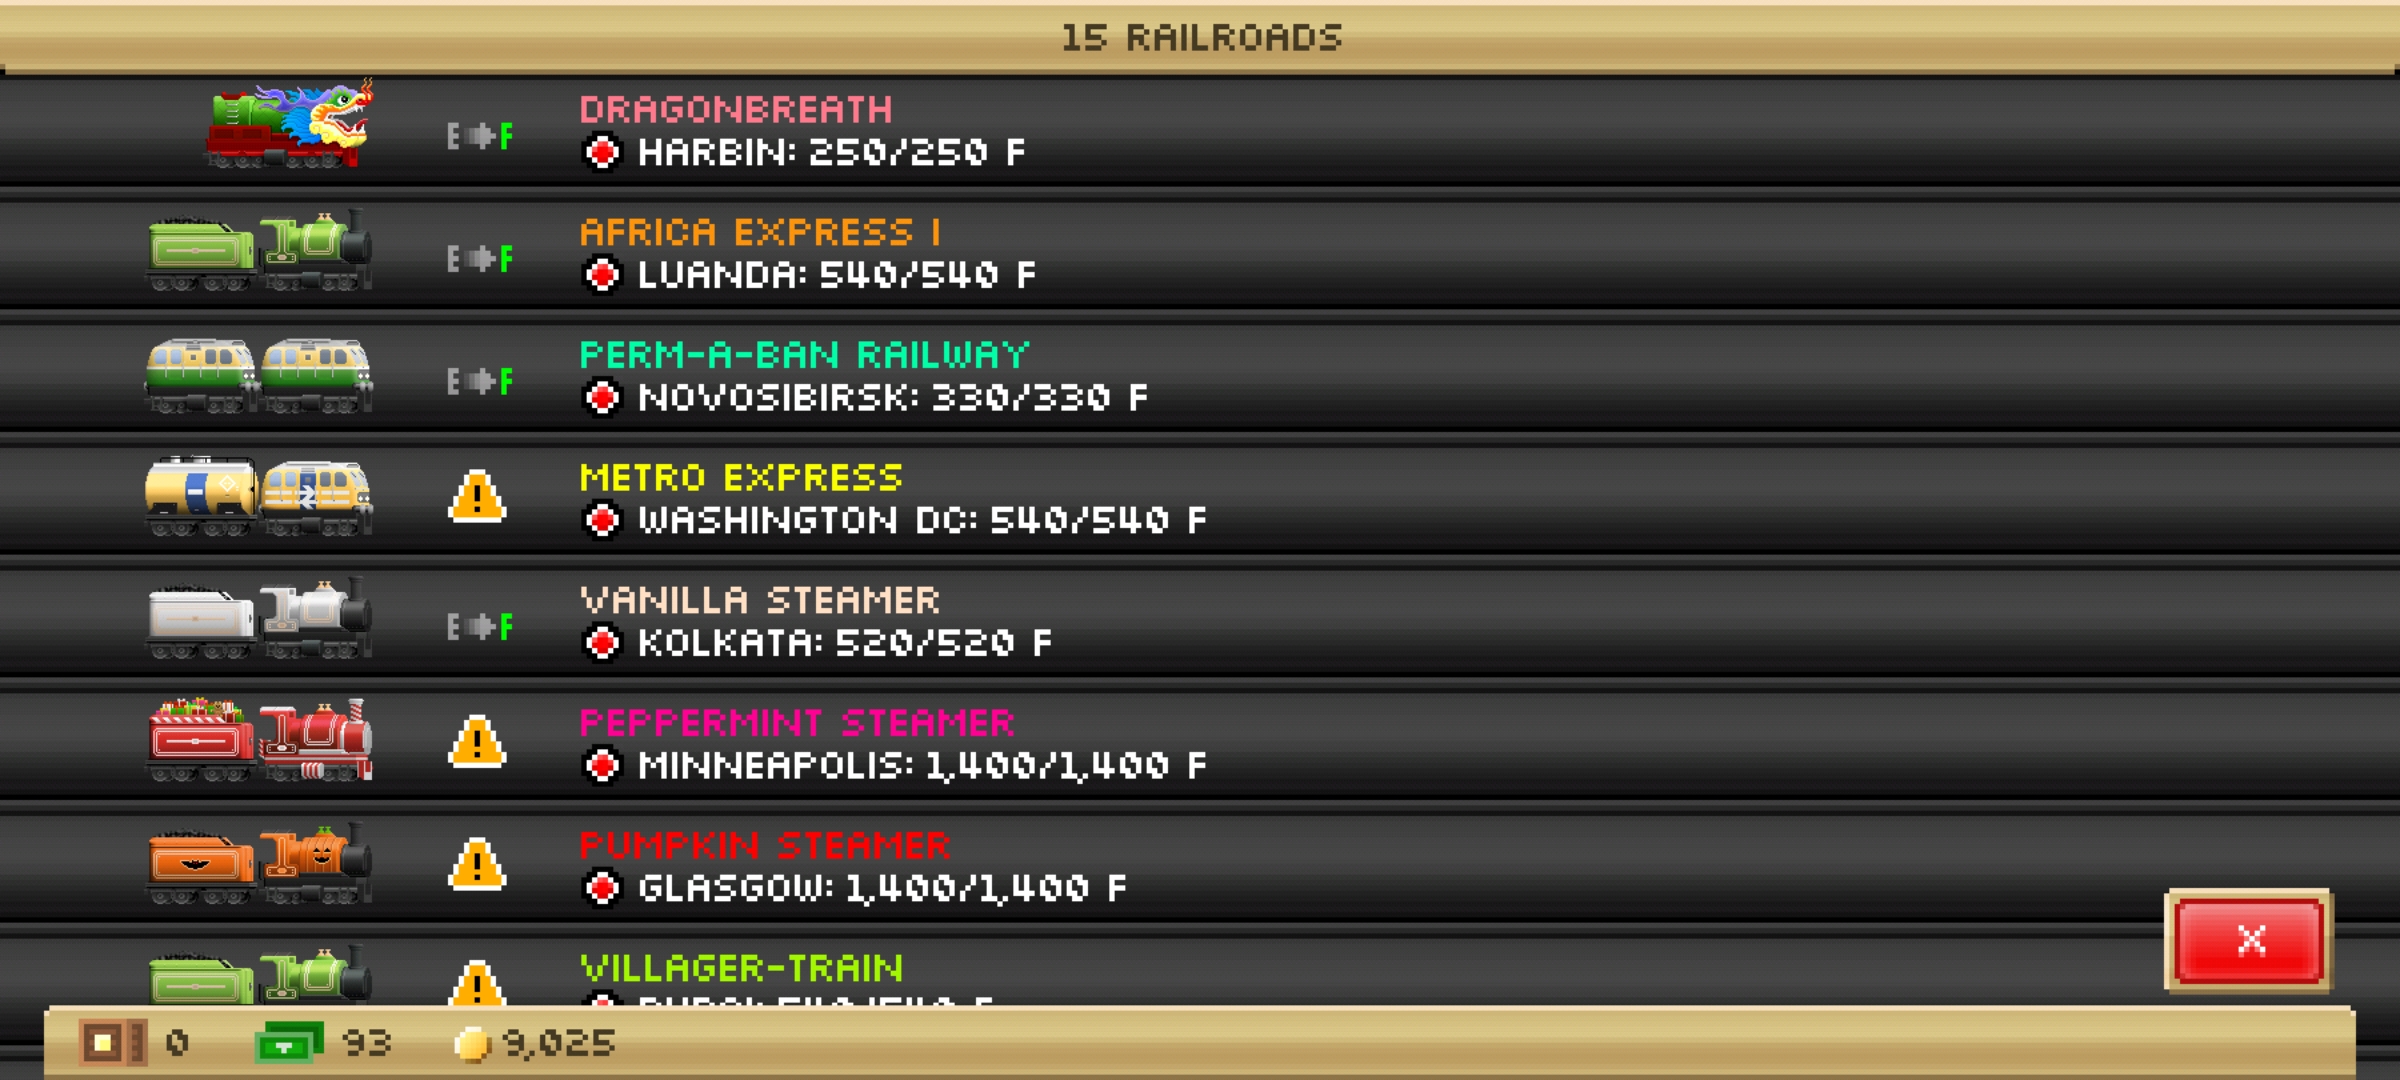 15 RAILROADS
E F
DRAGONBREATH
HARBIN: 250/250 F
E F
AFRICA EXPRESS I
LUANDA: 540/540 F
E F
PERM-A-BAN RAILWAY
NOVOSIBIRSK: 330/330 F
!
METRO EXPRESS
WASHINGTON DC: 540/540 F
E F
VANILLA STEAMER
KOLKATA: 520/520 F
!
PEPPERMINT STEAMER
MINNEAPOLIS: 1,400/1,400 F
!
PUMPKIN STEAMER
GLASGOW: 1,400/1,400 F
X
!
VILLAGER-TRAIN
0 93 9,025